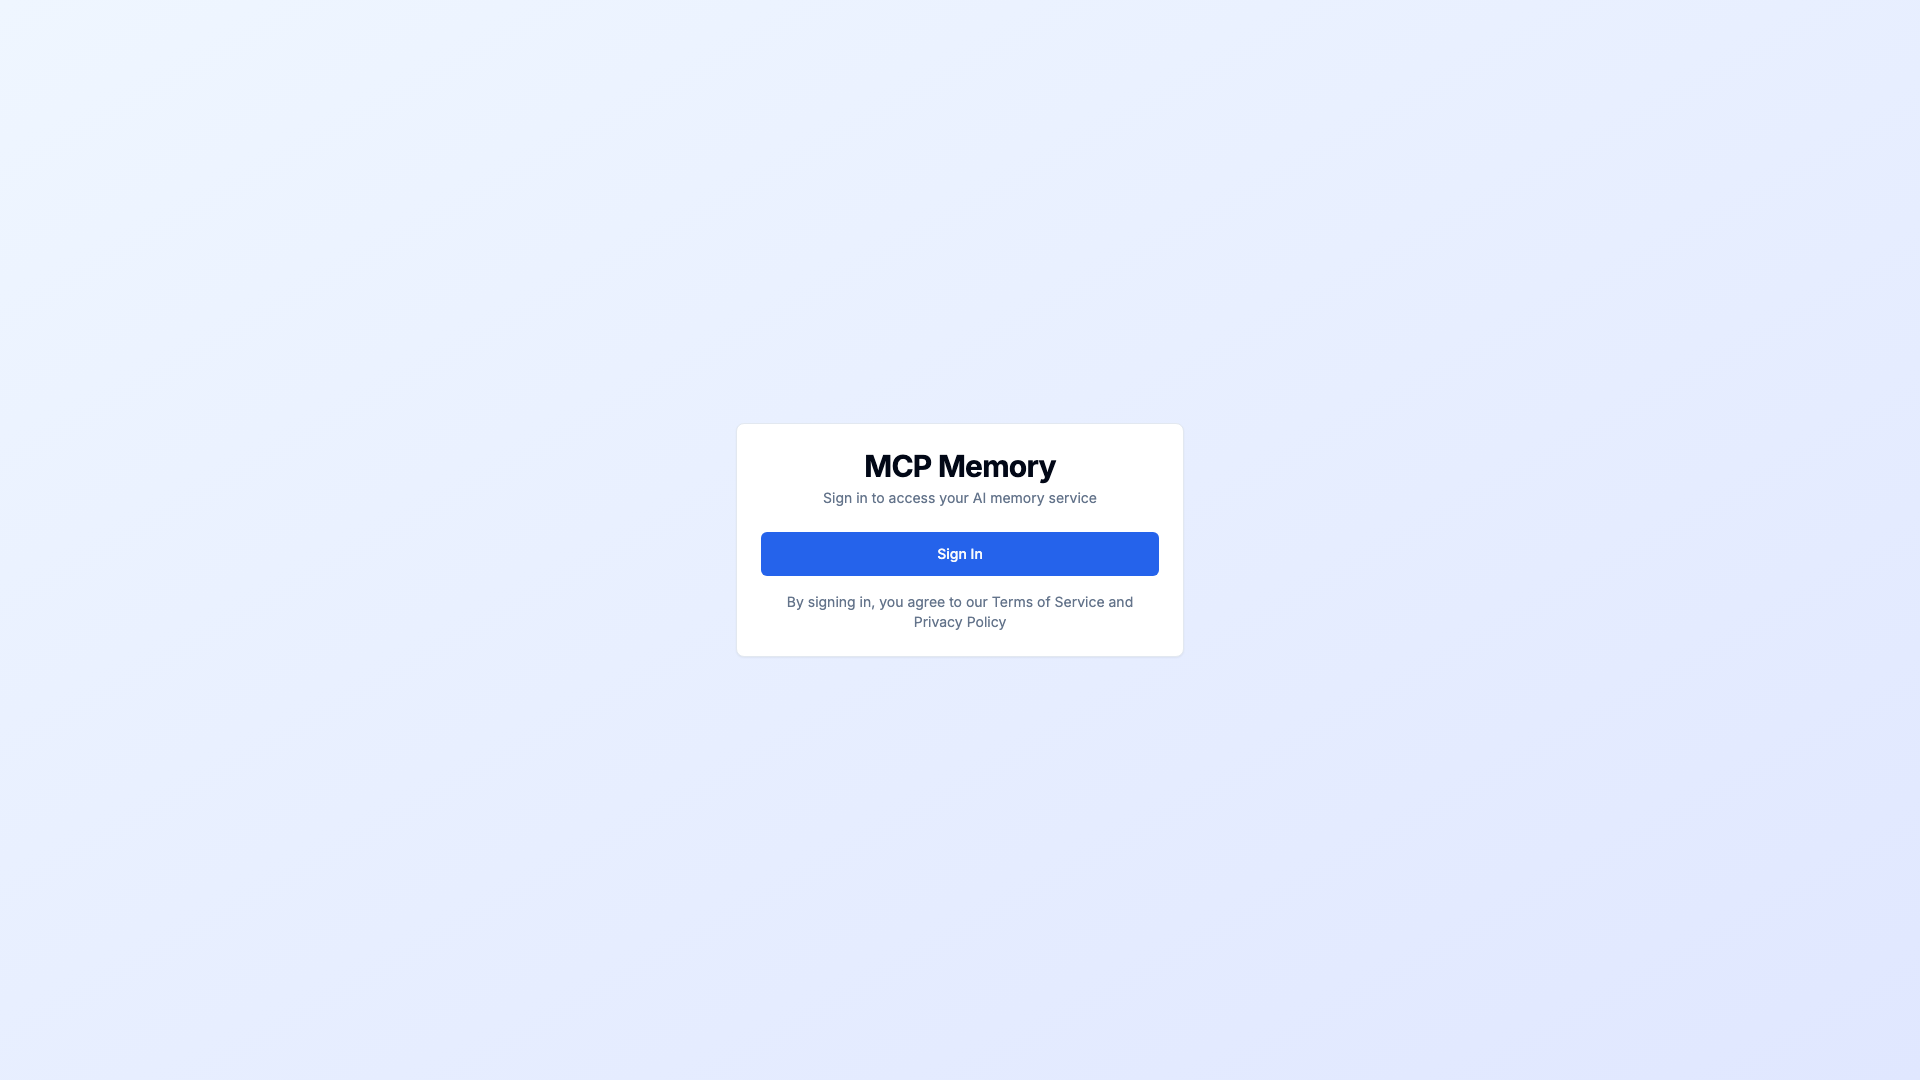 MCP Memory
Sign in to access your AI memory service
Sign In
By signing in, you agree to our Terms of Service and
Privacy Policy